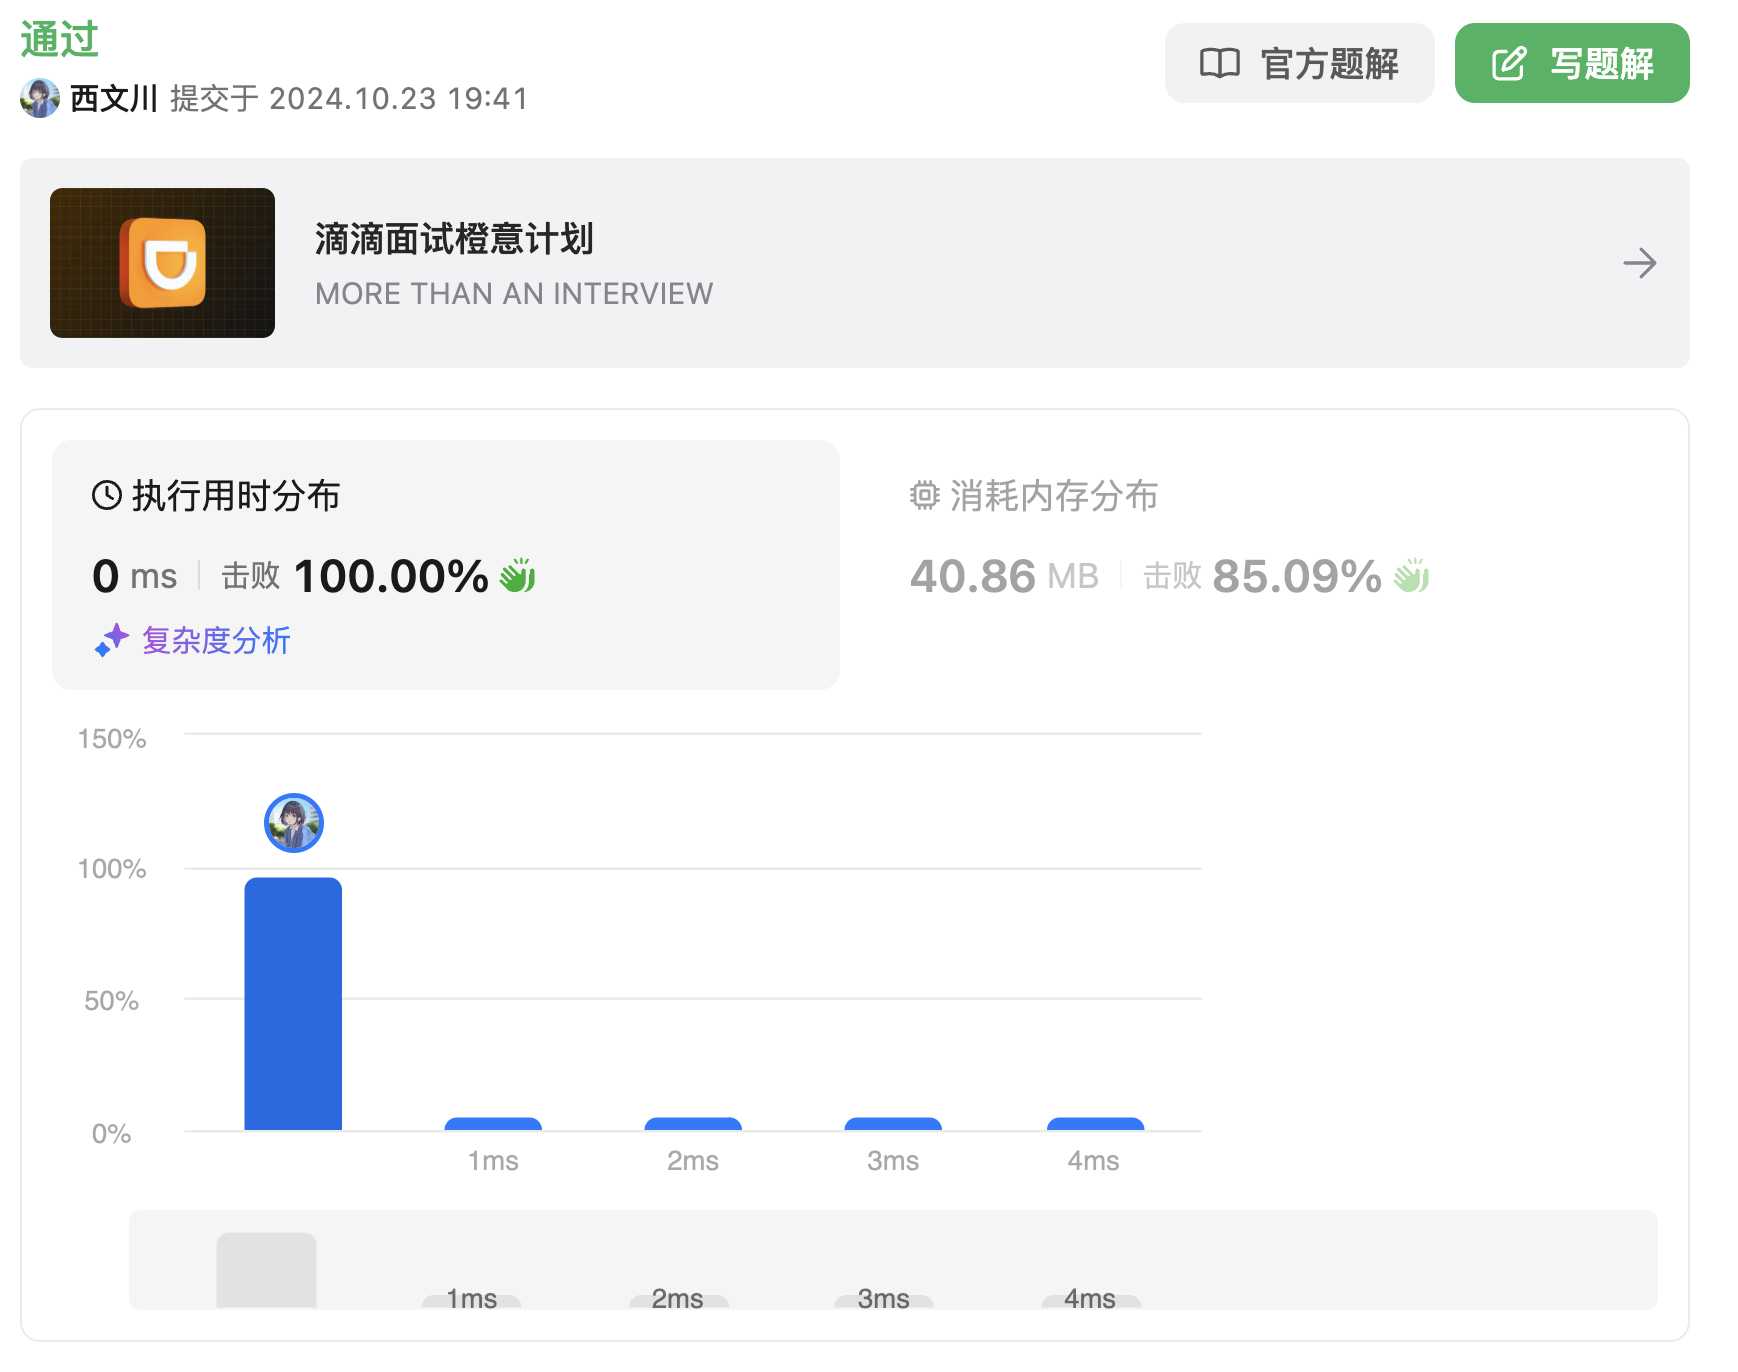 通过
西文川 提交于 2024.10.23 19:41
官方题解
写题解
滴滴面试橙意计划
MORE THAN AN INTERVIEW
执行用时分布
0 ms 击败 100.00%
复杂度分析
消耗内存分布
40.86 MB 击败 85.09%
150%
100%
50%
0%
1ms 2ms 3ms 4ms
1ms 2ms 3ms 4ms